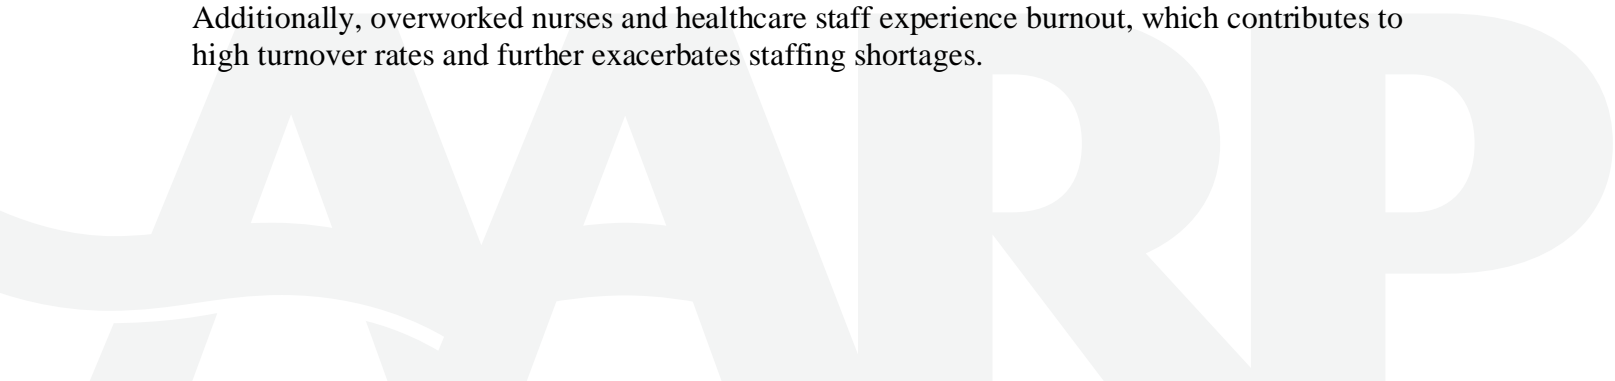 Additionally, overworked nurses and healthcare staff experience burnout, which contributes to
high turnover rates and further exacerbates staffing shortages.
AARP